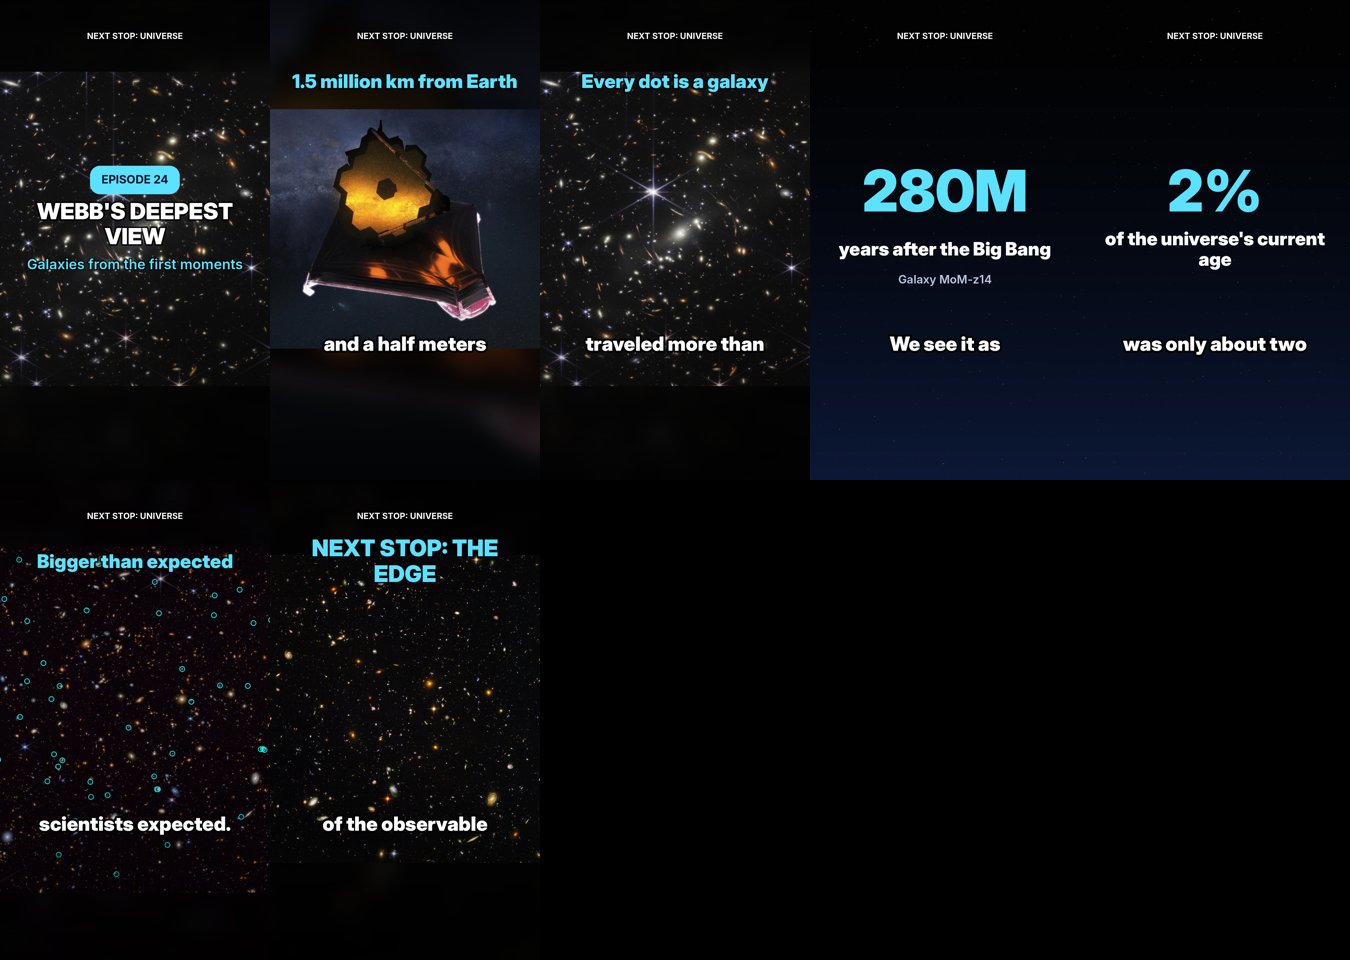 NEXT STOP: UNIVERSE
EPISODE 24
WEBB'S DEEPEST
VIEW
Galaxies from the first moments
NEXT STOP: UNIVERSE
1.5 million km from Earth
and a half meters
NEXT STOP: UNIVERSE
Every dot is a galaxy
traveled more than
NEXT STOP: UNIVERSE
280M
years after the Big Bang
Galaxy MoM-z14
We see it as
NEXT STOP: UNIVERSE
2%
of the universe's current
age
was only about two
NEXT STOP: UNIVERSE
Bigger than expected
scientists expected.
NEXT STOP: UNIVERSE
NEXT STOP: THE
EDGE
of the observable